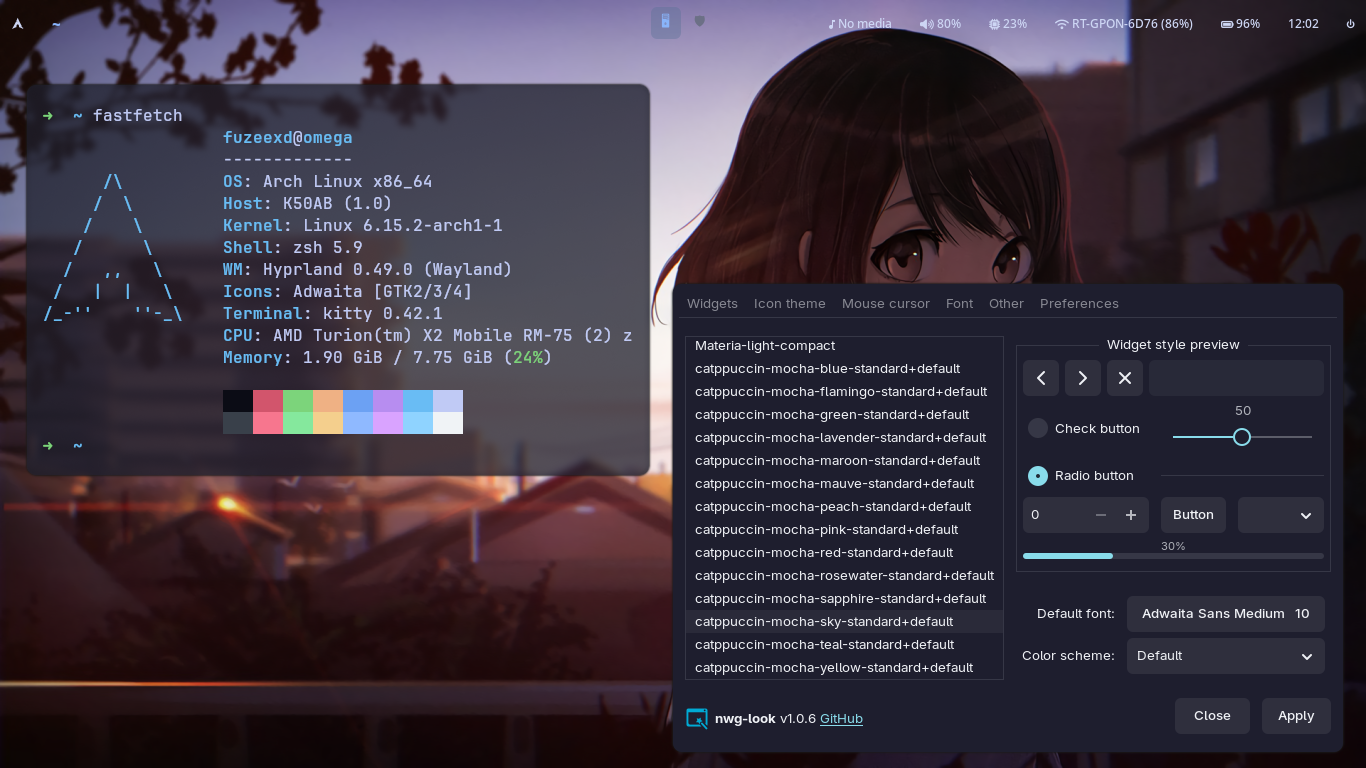 ~ No media 80% 23% RT-GPON-6D76 (86%) 96% 12:02
➜ ~ fastfetch
fuzeexd@omega
-------------
OS: Arch Linux x86_64
Host: K50AB (1.0)
Kernel: Linux 6.15.2-arch1-1
Shell: zsh 5.9
WM: Hyprland 0.49.0 (Wayland)
Icons: Adwaita [GTK2/3/4]
Terminal: kitty 0.42.1
CPU: AMD Turion(tm) X2 Mobile RM-75 (2) z
Memory: 1.90 GiB / 7.75 GiB (24%)
➜ ~
Widgets Icon theme Mouse cursor Font Other Preferences
Materia-light-compact
catppuccin-mocha-blue-standard+default
catppuccin-mocha-flamingo-standard+default
catppuccin-mocha-green-standard+default
catppuccin-mocha-lavender-standard+default
catppuccin-mocha-maroon-standard+default
catppuccin-mocha-mauve-standard+default
catppuccin-mocha-peach-standard+default
catppuccin-mocha-pink-standard+default
catppuccin-mocha-red-standard+default
catppuccin-mocha-rosewater-standard+default
catppuccin-mocha-sapphire-standard+default
catppuccin-mocha-sky-standard+default
catppuccin-mocha-teal-standard+default
catppuccin-mocha-yellow-standard+default
Widget style preview
50
Check button
Radio button
0 − + Button
30%
Default font: Adwaita Sans Medium 10
Color scheme: Default
nwg-look v1.0.6 GitHub
Close Apply